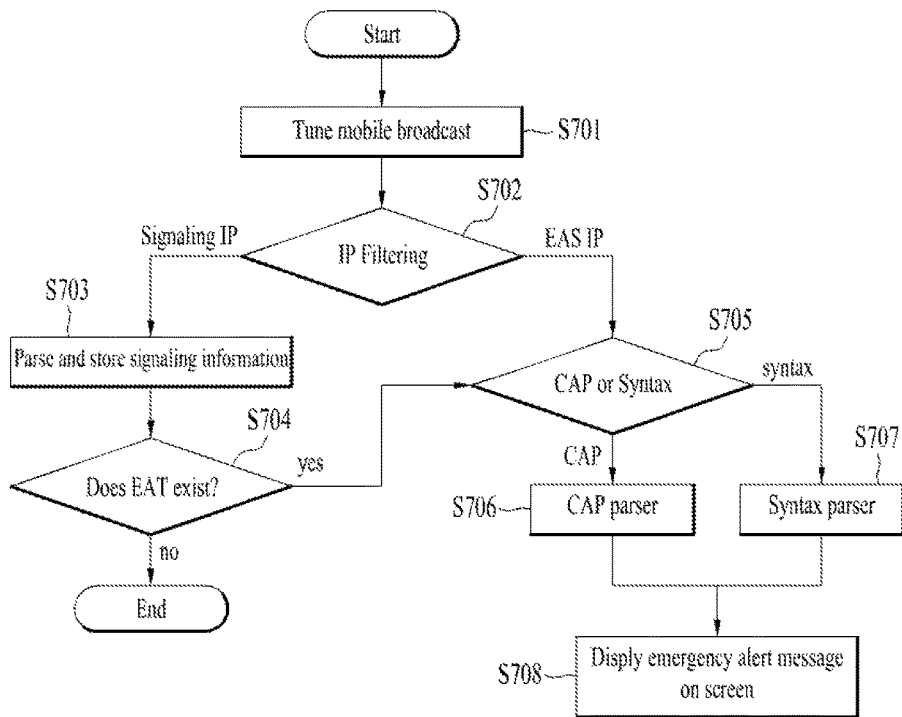 Start
Tune mobile broadcast
S701
S702
Signaling IP
IP Filtering
EAS IP
S703
Parse and store signaling information
S705
CAP or Syntax
syntax
S704
Does EAT exist?
yes
CAP
S707
S706
CAP parser
Syntax parser
no
End
Disply emergency alert message
on screen
S708